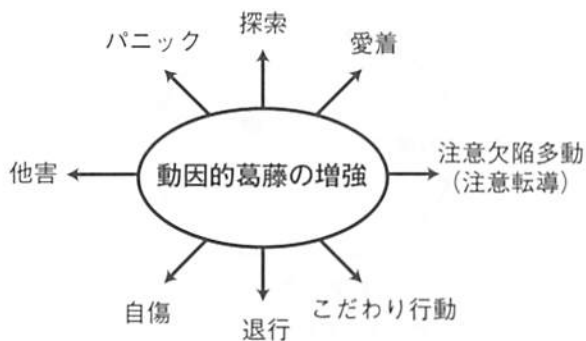 探索
パニック
愛着
他害
動因的葛藤の増強
注意欠陥多動
(注意転導)
自傷
退行
こだわり行動